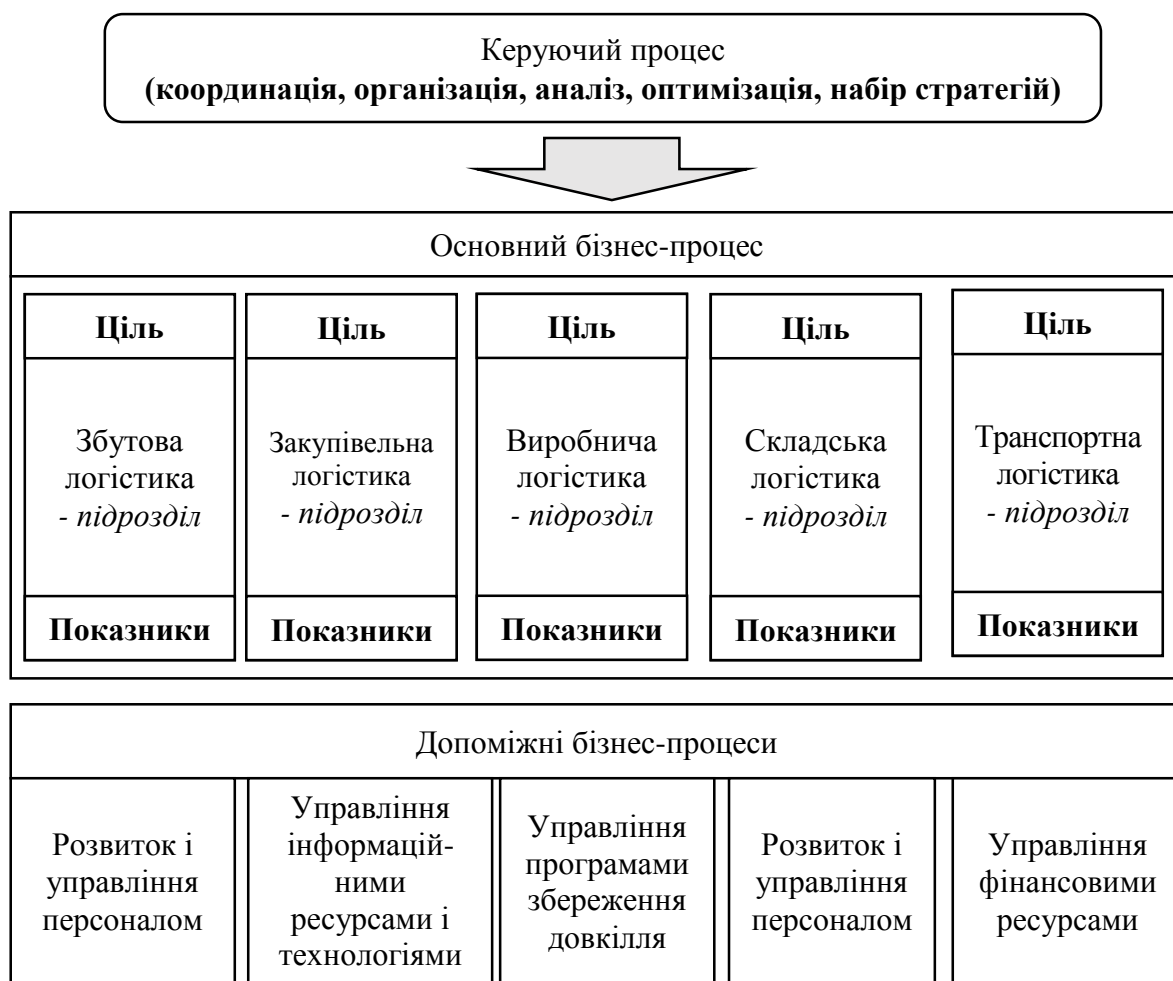 Керуючий процес
(координація, організація, аналіз, оптимізація, набір стратегій)
Основний бізнес-процес
Ціль
Збутова
логістика
- підрозділ
Показники
Ціль
Закупівельна
логістика
- підрозділ
Показники
Ціль
Виробнича
логістика
- підрозділ
Показники
Ціль
Складська
логістика
- підрозділ
Показники
Ціль
Транспортна
логістика
- підрозділ
Показники
Допоміжні бізнес-процеси
Розвиток і
управління
персоналом
Управління
інформацій-
ними
ресурсами і
технологіями
Управління
програмами
збереження
довкілля
Розвиток і
управління
персоналом
Управління
фінансовими
ресурсами